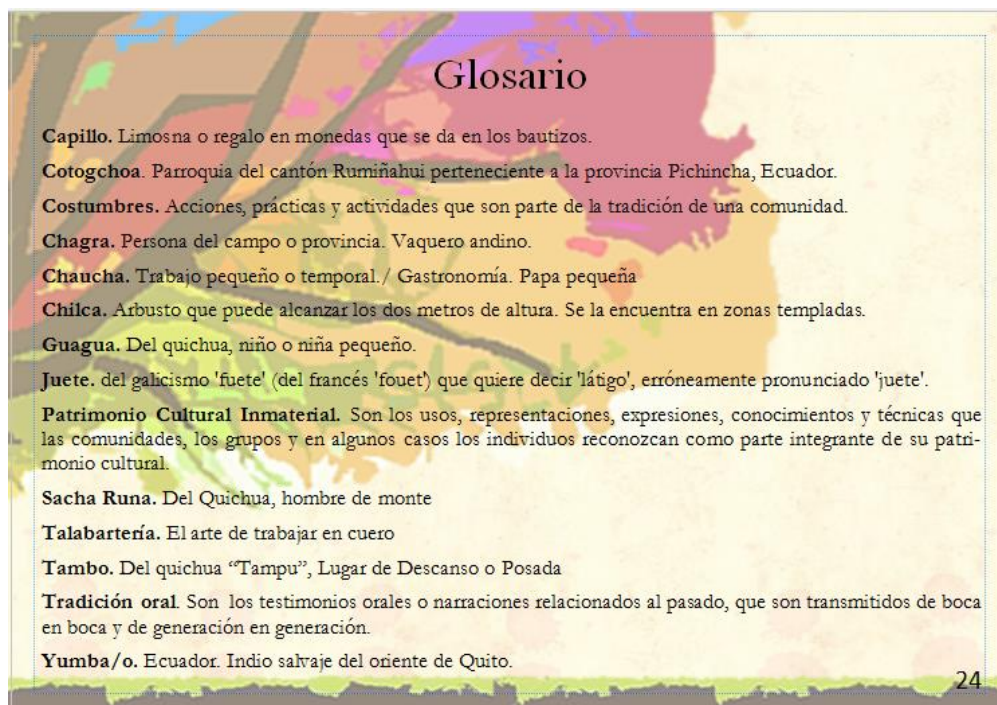 Glosario
Capillo. Limosna o regalo en monedas que se da en los bautizos.
Cotogchoa. Parroquia del cantón Rumiñahui perteneciente a la provincia Pichincha, Ecuador.
Costumbres. Acciones, prácticas y actividades que son parte de la tradición de una comunidad.
Chagra. Persona del campo o provincia. Vaquero andino.
Chaucha. Trabajo pequeño o temporal./ Gastronomía. Papa pequeña
Chilca. Arbusto que puede alcanzar los dos metros de altura. Se la encuentra en zonas templadas.
Guagua. Del quichua, niño o niña pequeño.
Juete. del galicismo 'fuete' (del francés 'fouet') que quiere decir 'látigo', erróneamente pronunciado 'juete'.
Patrimonio Cultural Inmaterial. Son los usos, representaciones, expresiones, conocimientos y técnicas que
las comunidades, los grupos y en algunos casos los individuos reconozcan como parte integrante de su patri-
monio cultural.
Sacha Runa. Del Quichua, hombre de monte
Talabartería. El arte de trabajar en cuero
Tambo. Del quichua “Tampu”, Lugar de Descanso o Posada
Tradición oral. Son los testimonios orales o narraciones relacionados al pasado, que son transmitidos de boca
en boca y de generación en generación.
Yumba/o. Ecuador. Indio salvaje del oriente de Quito.
24